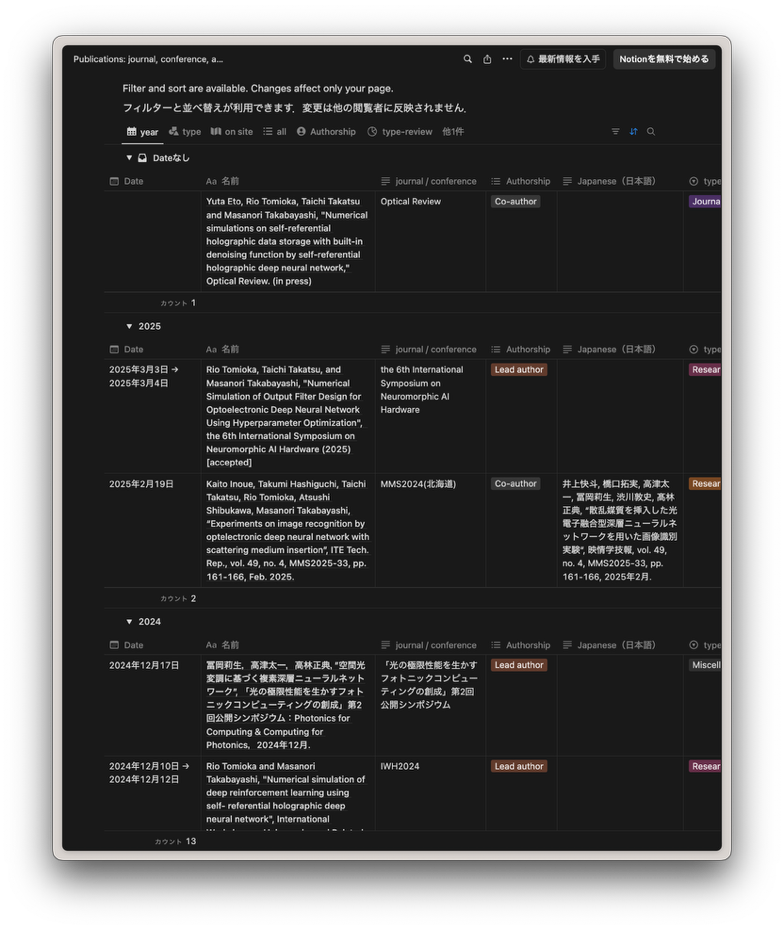 Publications: journal, conference, a...
最新情報を入手
Notionを無料で始める
Filter and sort are available. Changes affect only your page.
フィルターと並べ替えが利用できます．変更は他の閲覧者に反映されません．
year
type
on site
all
Authorship
type-review
他1件
Dateなし
Date
Aa 名前
journal / conference
Authorship
Japanese（日本語）
type
Yuta Eto, Rio Tomioka, Taichi Takatsu
and Masanori Takabayashi, "Numerical
simulations on self-referential
holographic data storage with built-in
denoising function by self-referential
holographic deep neural network,"
Optical Review. (in press)
Optical Review
Co-author
Journa
カウント 1
2025
Date
Aa 名前
journal / conference
Authorship
Japanese（日本語）
type
2025年3月3日 →
2025年3月4日
Rio Tomioka, Taichi Takatsu, and
Masanori Takabayashi, "Numerical
Simulation of Output Filter Design for
Optoelectronic Deep Neural Network
Using Hyperparameter Optimization",
the 6th International Symposium on
Neuromorphic AI Hardware (2025)
[accepted]
the 6th International
Symposium on
Neuromorphic AI
Hardware
Lead author
Resear
2025年2月19日
Kaito Inoue, Takumi Hashiguchi, Taichi
Takatsu, Rio Tomioka, Atsushi
Shibukawa, Masanori Takabayashi,
"Experiments on image recognition by
optelectronic deep neural network with
scattering medium insertion", ITE Tech.
Rep., vol. 49, no. 4, MMS2025-33, pp.
161-166, Feb. 2025.
MMS2024(北海道)
Co-author
井上快斗, 橋口拓実, 高津太
一, 冨岡莉生, 渋川敦史, 高林
正典, "散乱媒質を挿入した光
電子融合型深層ニューラルネ
ットワークを用いた画像識別
実験", 映情学技報, vol. 49,
no. 4, MMS2025-33, pp.
161-166, 2025年2月.
Resear
カウント 2
2024
Date
Aa 名前
journal / conference
Authorship
Japanese（日本語）
type
2024年12月17日
冨岡莉生，高津太一，高林正典, "空間光
変調に基づく複素深層ニューラルネット
ワーク", 「光の極限性能を生かすフォト
ニックコンピューティングの創成」第2
回公開シンポジウム：Photonics for
Computing & Computing for
Photonics，2024年12月.
「光の極限性能を生かす
フォトニックコンピュー
ティングの創成」第2回
公開シンポジウム
Lead author
Miscell
2024年12月10日 →
2024年12月12日
Rio Tomioka and Masanori
Takabayashi, "Numerical simulation of
deep reinforcement learning using
self- referential holographic deep
neural network", International
IWH2024
Lead author
Resear
カウント 13